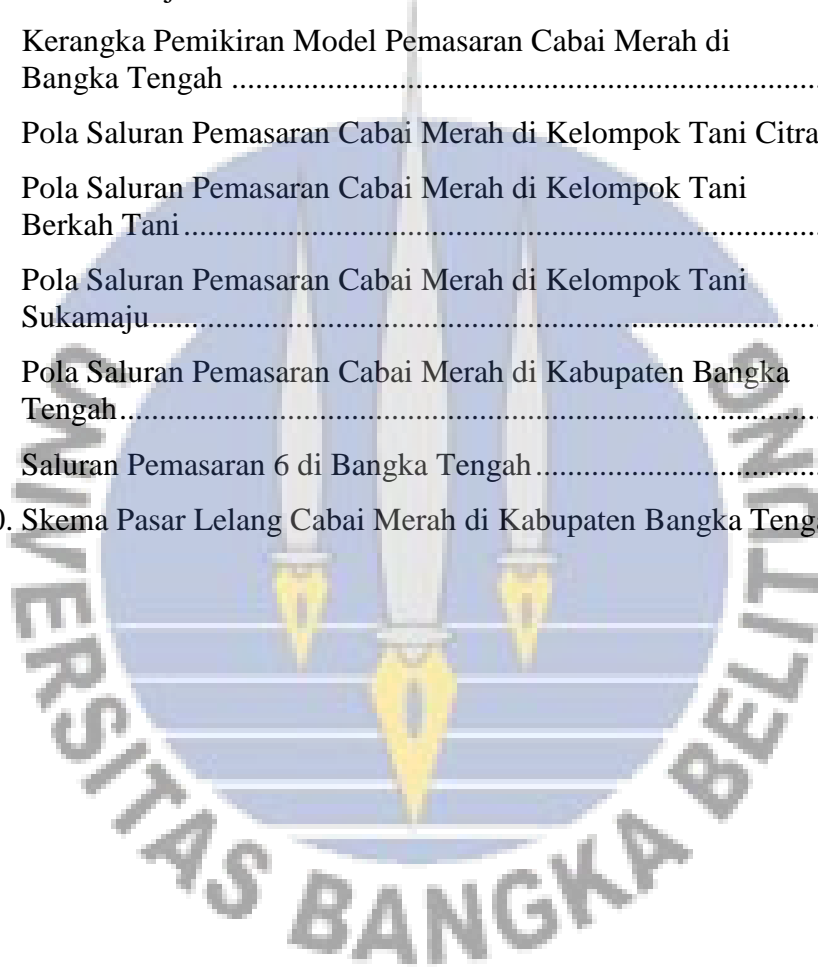 Kerangka Pemikiran Model Pemasaran Cabai Merah di
Bangka Tengah ..........................................................................
Pola Saluran Pemasaran Cabai Merah di Kelompok Tani Citra
Pola Saluran Pemasaran Cabai Merah di Kelompok Tani
Berkah Tani ................................................................................
Pola Saluran Pemasaran Cabai Merah di Kelompok Tani
Sukamaju....................................................................................
Pola Saluran Pemasaran Cabai Merah di Kabupaten Bangka
Tengah........................................................................................
Saluran Pemasaran 6 di Bangka Tengah ....................................
0. Skema Pasar Lelang Cabai Merah di Kabupaten Bangka Tenga
UNIVERSITAS BANGKA BELITUNG